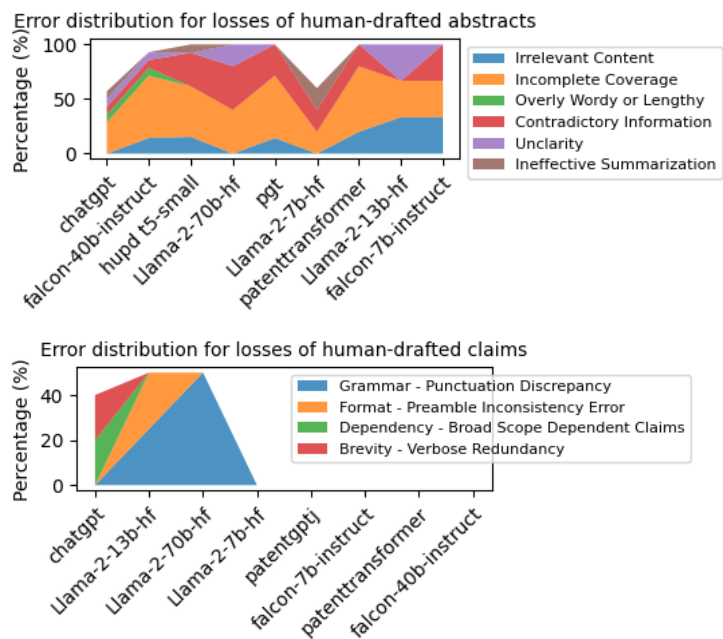 Error distribution for losses of human-drafted abstracts
Percentage (%)
100
50
0
chatgpt
falcon-40b-instruct
hupd t5-small
Llama-2-70b-hf
pgt
Llama-2-7b-hf
patenttransformer
Llama-2-13b-hf
falcon-7b-instruct
Irrelevant Content
Incomplete Coverage
Overly Wordy or Lengthy
Contradictory Information
Unclarity
Ineffective Summarization
Error distribution for losses of human-drafted claims
Percentage (%)
40
20
0
chatgpt
Llama-2-13b-hf
Llama-2-70b-hf
Llama-2-7b-hf
patentgptj
falcon-7b-instruct
patenttransformer
falcon-40b-instruct
Grammar - Punctuation Discrepancy
Format - Preamble Inconsistency Error
Dependency - Broad Scope Dependent Claims
Brevity - Verbose Redundancy